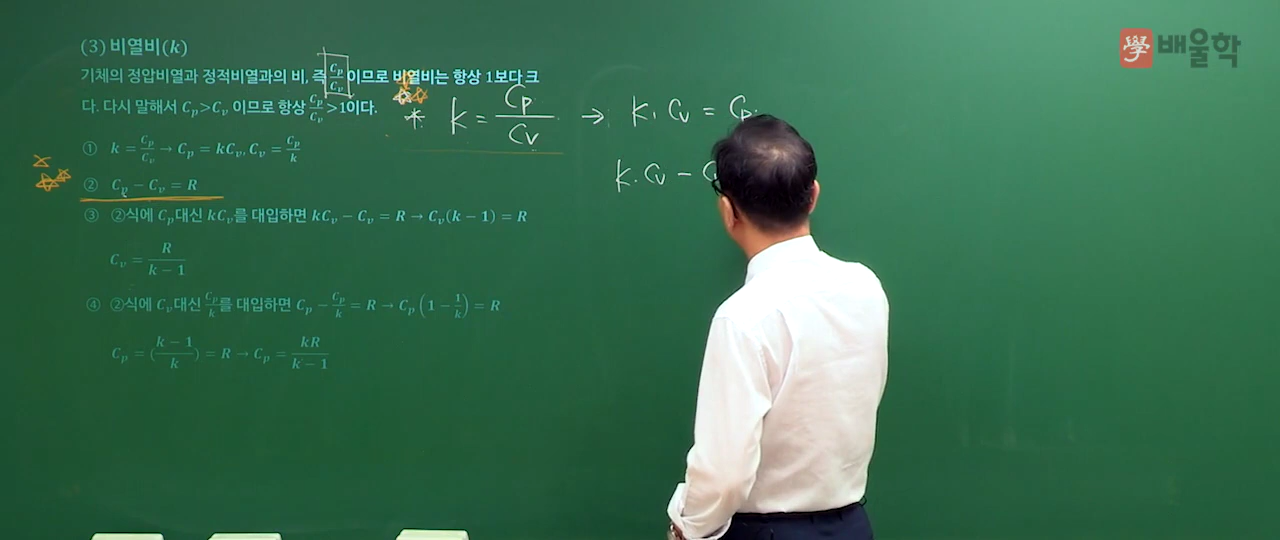 (3) 비열비(k)
기체의 정압비열과 정적비열과의 비, 즉 Cp/Cv 이므로 비열비는 항상 1보다 크
다. 다시 말해서 Cp>Cv 이므로 항상 Cp/Cv >1이다.
① k = Cp/Cv → Cp = kCv, Cv = Cp/k
② Cp − Cv = R
③ ②식에 Cp대신 kCv를 대입하면 kCv − Cv = R → Cv(k − 1) = R
Cv = R/(k − 1)
④ ②식에 Cv대신 Cp/k를 대입하면 Cp − Cp/k = R → Cp(1 − 1/k) = R
Cp = ((k − 1)/k) = R → Cp = kR/(k − 1)
* k = Cp/Cv → k. Cv = Cp.
k. Cv − C
學 배울학